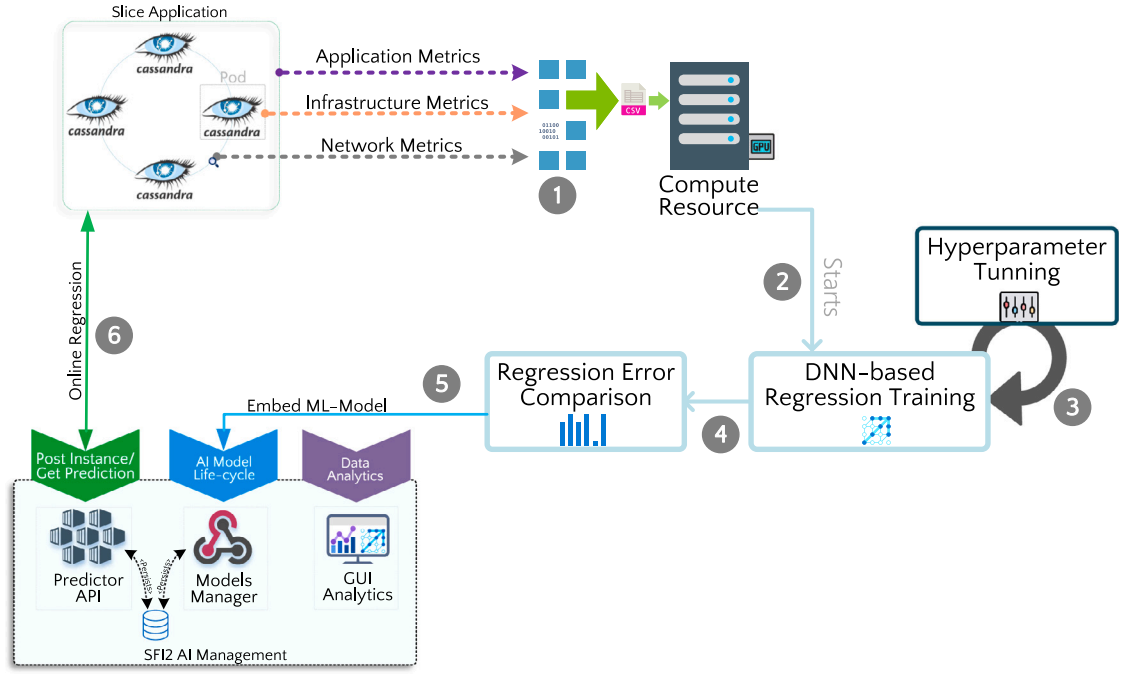 Slice Application
cassandra
Pod
cassandra
cassandra
cassandra
Application Metrics
Infrastructure Metrics
Network Metrics
01100
10010
00101
1
CSV
GPU
Compute
Resource
2
Starts
Hyperparameter
Tunning
3
DNN-based
Regression Training
4
Regression Error
Comparison
5
Embed ML-Model
6
Online Regression
Post Instance/
Get Prediction
AI Model
Life-cycle
Data
Analytics
Predictor
API
<Persists>
<Persists>
Models
Manager
GUI
Analytics
SFI2 AI Management